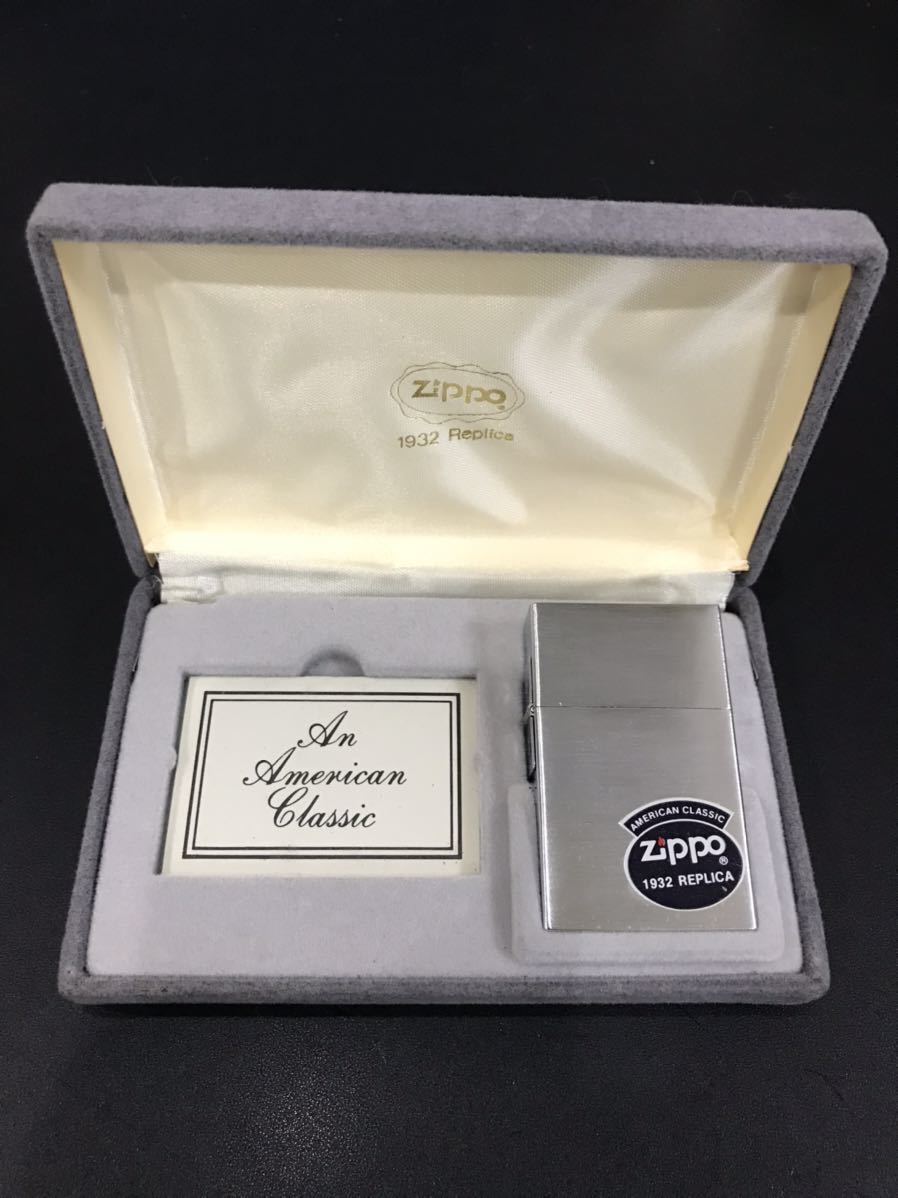 Zippo
1932 Replica
An
American
Classic
AMERICAN CLASSIC
Zippo®
1932 REPLICA